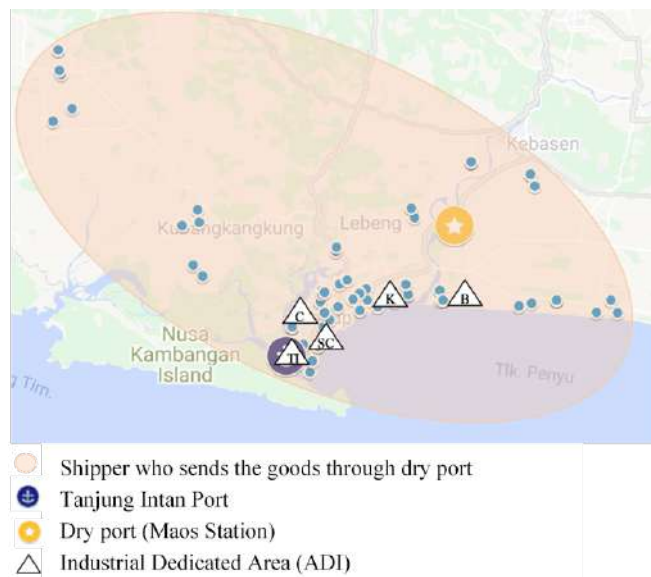 Kebasen
Lebeng
Kubangkangkung
K
B
C
SC
TI
Nusa
Kambangan
Island
Tlk. Penyu
Tim.
Shipper who sends the goods through dry port
Tanjung Intan Port
Dry port (Maos Station)
Industrial Dedicated Area (ADI)